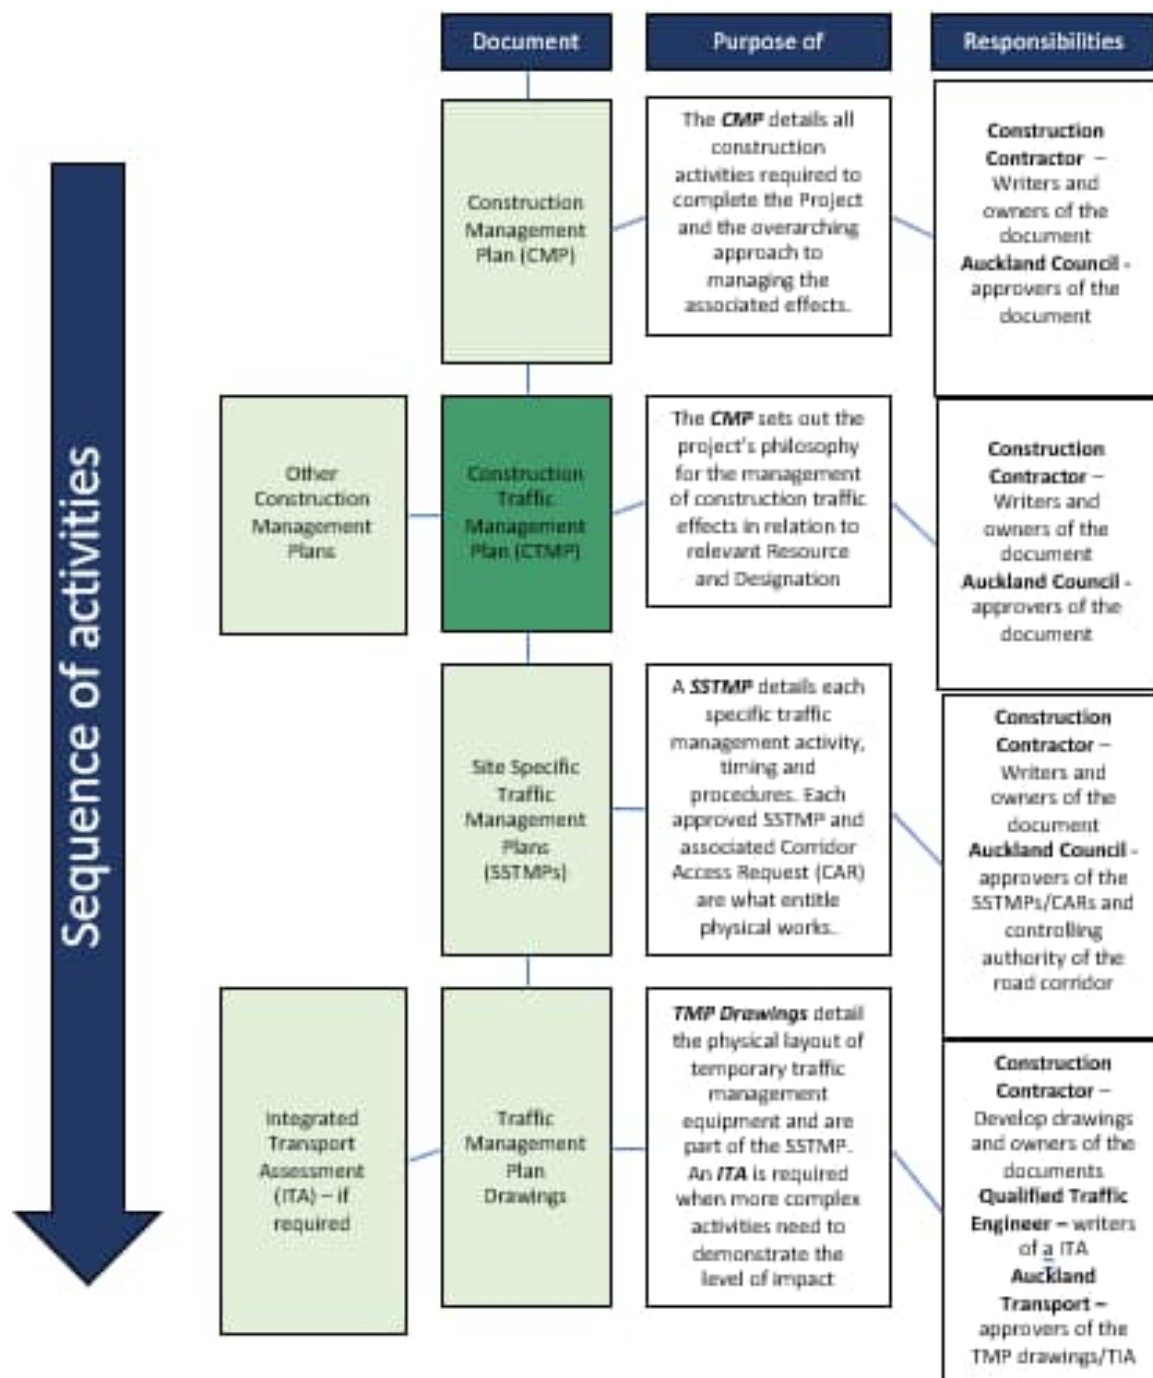 Document
Purpose of
Responsibilities
Sequence of activities
Construction
Management
Plan (CMP)
The CMP details all
construction
activities required to
complete the Project
and the overarching
approach to
managing the
associated effects.
Construction
Contractor –
Writers and
owners of the
document
Auckland Council -
approvers of the
document
Other
Construction
Management
Plans
Construction
Traffic
Management
Plan (CTMP)
The CMP sets out the
project's philosophy
for the management
of construction traffic
effects in relation to
relevant Resource
and Designation
Construction
Contractor –
Writers and
owners of the
document
Auckland Council -
approvers of the
document
Site Specific
Traffic
Management
Plans
(SSTMPs)
A SSTMP details each
specific traffic
management activity,
timing and
procedures. Each
approved SSTMP and
associated Corridor
Access Request (CAR)
are what entitle
physical works.
Construction
Contractor –
Writers and
owners of the
document
Auckland Council -
approvers of the
SSTMPs/CARs and
controlling
authority of the
road corridor
Integrated
Transport
Assessment
(ITA) – if
required
Traffic
Management
Plan
Drawings
TMP Drawings detail
the physical layout of
temporary traffic
management
equipment and are
part of the SSTMP.
An ITA is required
when more complex
activities need to
demonstrate the
level of impact
Construction
Contractor –
Develop drawings
and owners of the
documents
Qualified Traffic
Engineer – writers
of a ITA
Auckland
Transport –
approvers of the
TMP drawings/TIA